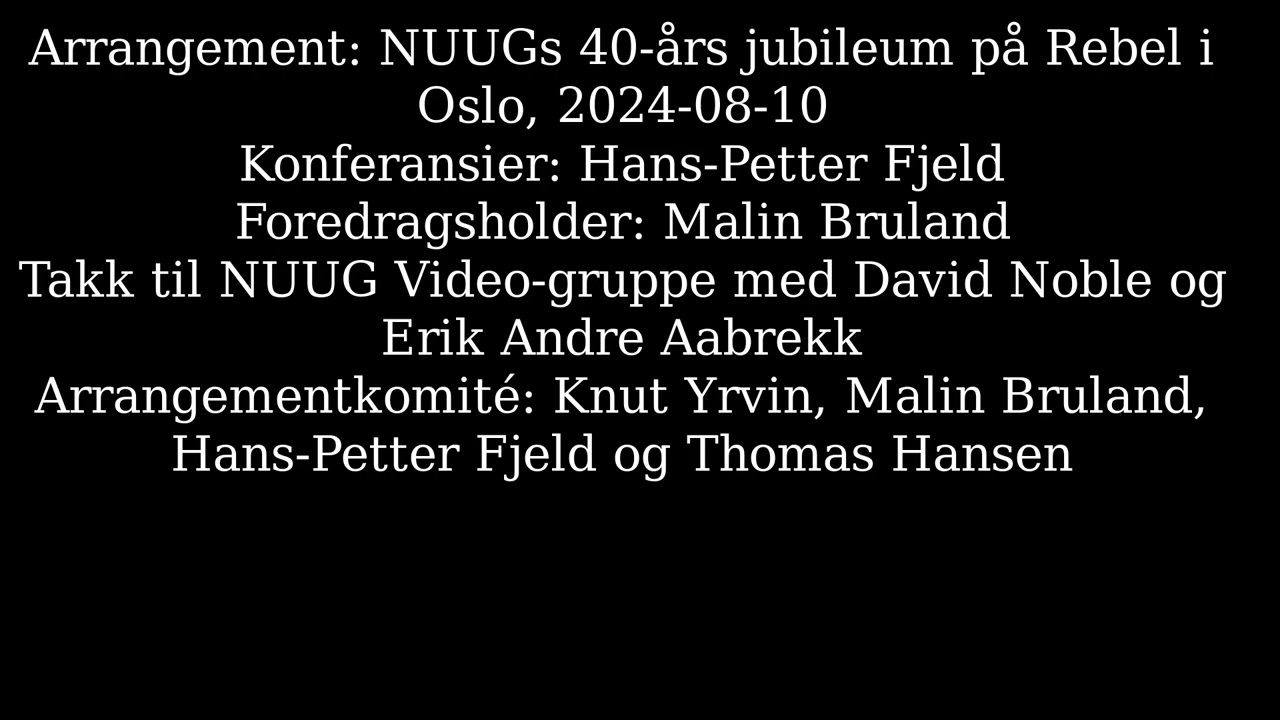 Arrangement: NUUGs 40-års jubileum på Rebel i
Oslo, 2024-08-10
Konferansier: Hans-Petter Fjeld
Foredragsholder: Malin Bruland
Takk til NUUG Video-gruppe med David Noble og
Erik Andre Aabrekk
Arrangementkomité: Knut Yrvin, Malin Bruland,
Hans-Petter Fjeld og Thomas Hansen